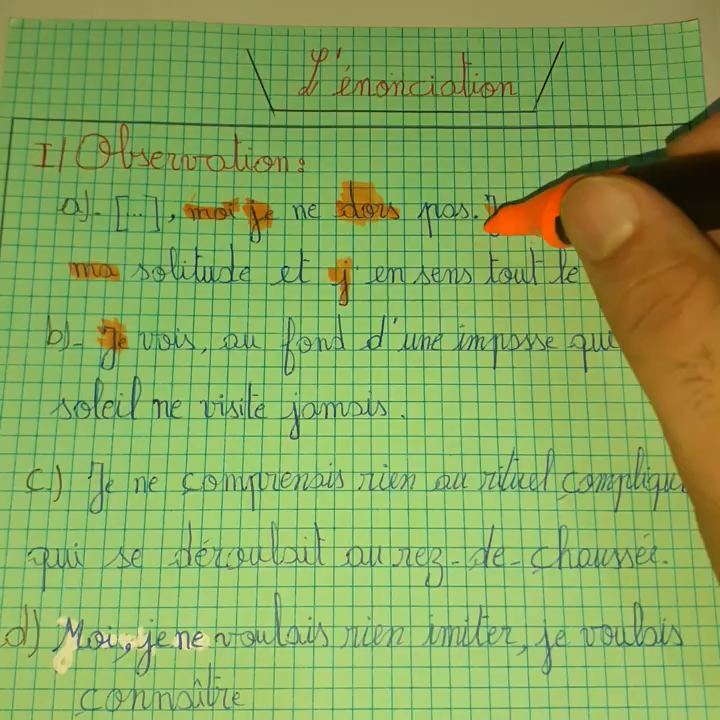 L'énonciation
I/ Observation:
a)- [...], moi je ne dors pas.
ma solitude et j'en sens tout le
b)- Je vois, au fond d'une impasse qui
soleil ne visite jamais.
c.) Je ne comprenais rien au rituel compliqué
qui se déroulait au rez-de-chaussée.
d) Moi, je ne voulais rien imiter, je voulais
connaître